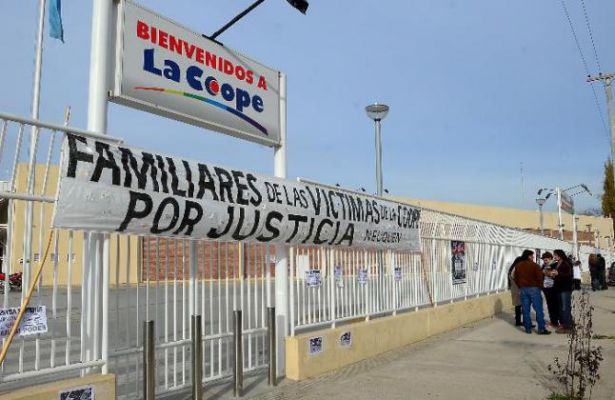 BIENVENIDOS A
La Coope
FAMILIARES DE LAS VICTIMAS DE LA COOPE
POR JUSTICIA NEUQUEN